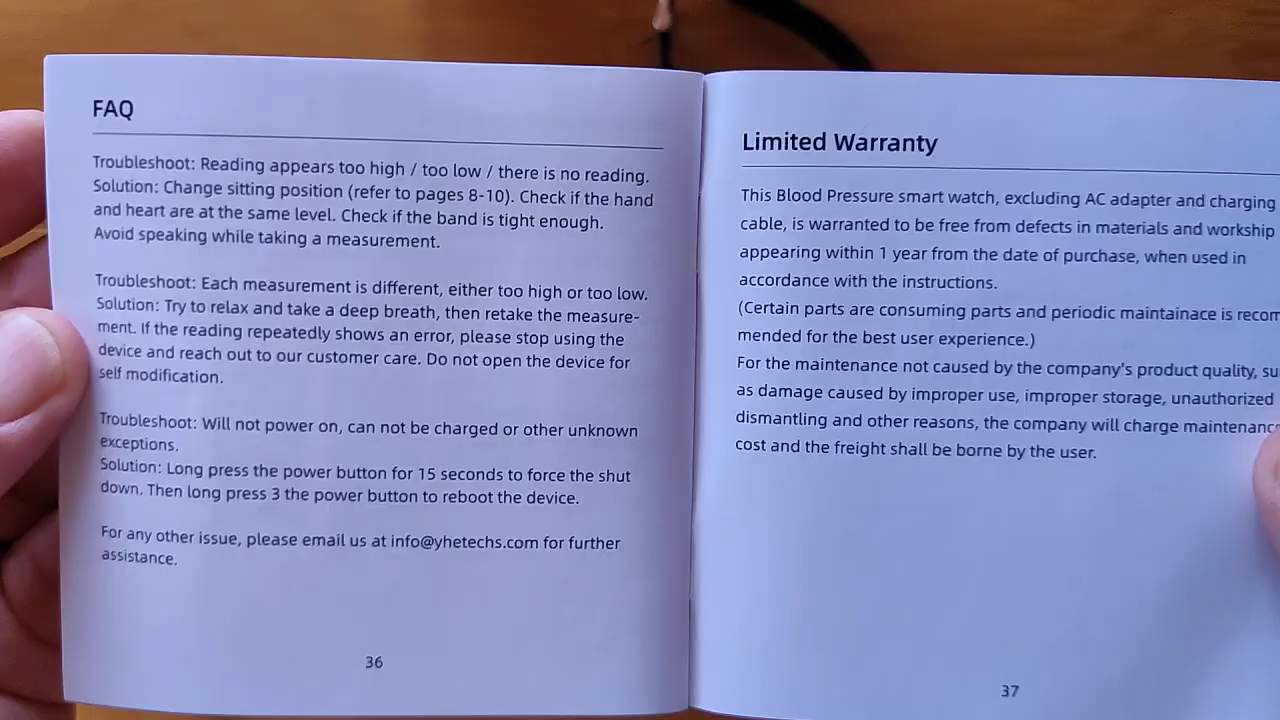 FAQ
Troubleshoot: Reading appears too high / too low / there is no reading.
Solution: Change sitting position (refer to pages 8-10). Check if the hand
and heart are at the same level. Check if the band is tight enough.
Avoid speaking while taking a measurement.
Troubleshoot: Each measurement is different, either too high or too low.
Solution: Try to relax and take a deep breath, then retake the measure-
ment. If the reading repeatedly shows an error, please stop using the
device and reach out to our customer care. Do not open the device for
self modification.
Troubleshoot: Will not power on, can not be charged or other unknown
exceptions.
Solution: Long press the power button for 15 seconds to force the shut
down. Then long press 3 the power button to reboot the device.
For any other issue, please email us at info@yhetechs.com for further
assistance.
36
Limited Warranty
This Blood Pressure smart watch, excluding AC adapter and charging
cable, is warranted to be free from defects in materials and workship
appearing within 1 year from the date of purchase, when used in
accordance with the instructions.
(Certain parts are consuming parts and periodic maintainace is recom
mended for the best user experience.)
For the maintenance not caused by the company's product quality, su
as damage caused by improper use, improper storage, unauthorized
dismantling and other reasons, the company will charge maintenanc
cost and the freight shall be borne by the user.
37